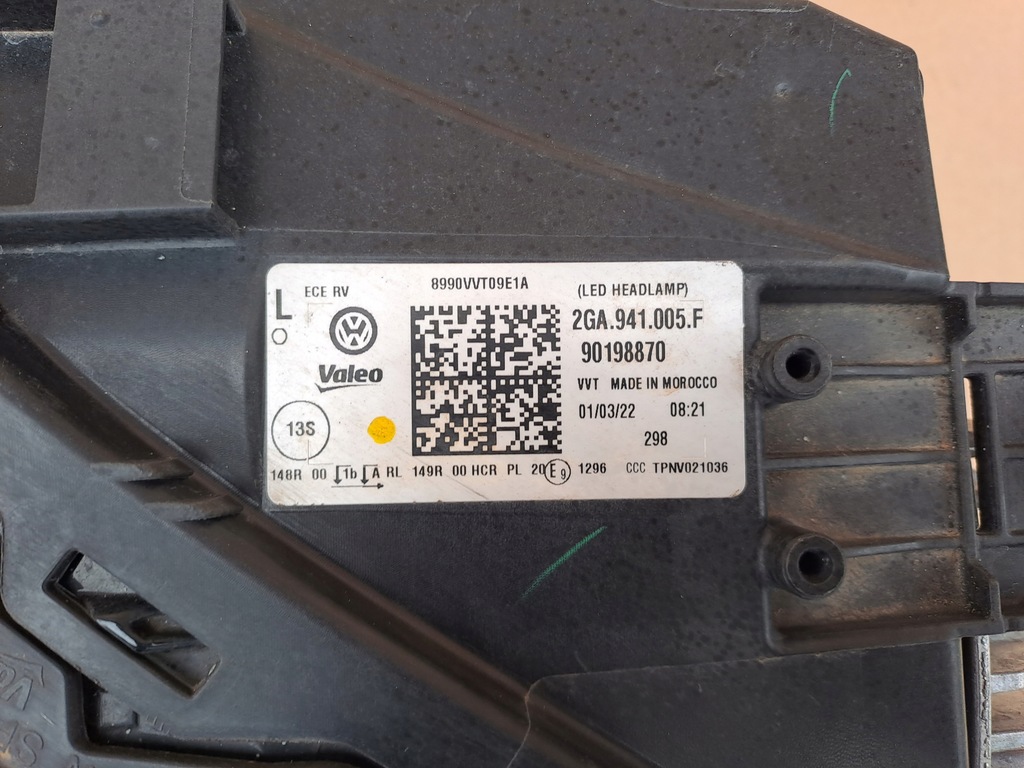 L
ECE RV
8990VVT09E1A
(LED HEADLAMP)
2GA.941.005.F
90198870
Valeo
VVT MADE IN MOROCCO
01/03/22 08:21
13S
298
148R 00 1b A RL 149R 00 HCR PL 20 E9 1296 CCC TPNV021036